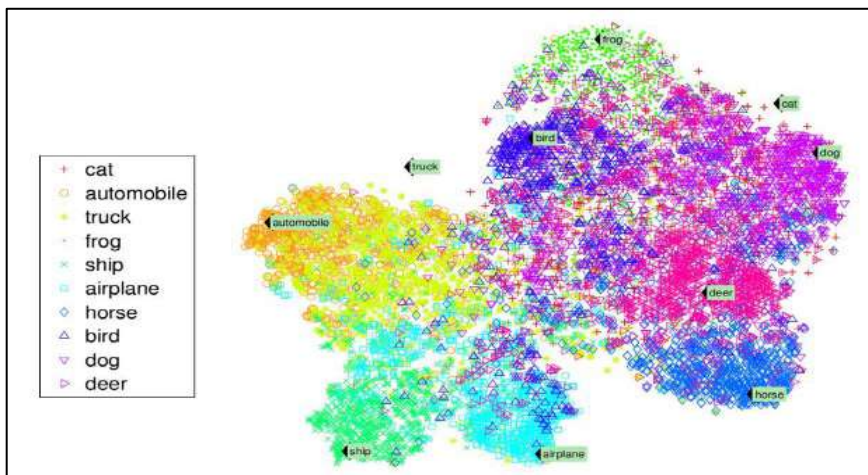 frog
cat
bird
dog
truck
automobile
deer
horse
ship
airplane
cat
automobile
truck
frog
ship
airplane
horse
bird
dog
deer